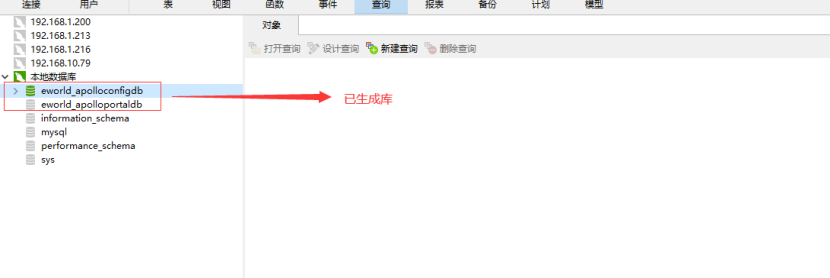 连接 用户 表 视图 函数 事件 查询 报表 备份 计划 模型
192.168.1.200
192.168.1.213
192.168.1.216
192.168.10.79
本地数据库
eworld_apolloconfigdb
eworld_apolloportaldb
information_schema
mysql
performance_schema
sys
对象
打开查询 设计查询 新建查询 删除查询
已生成库